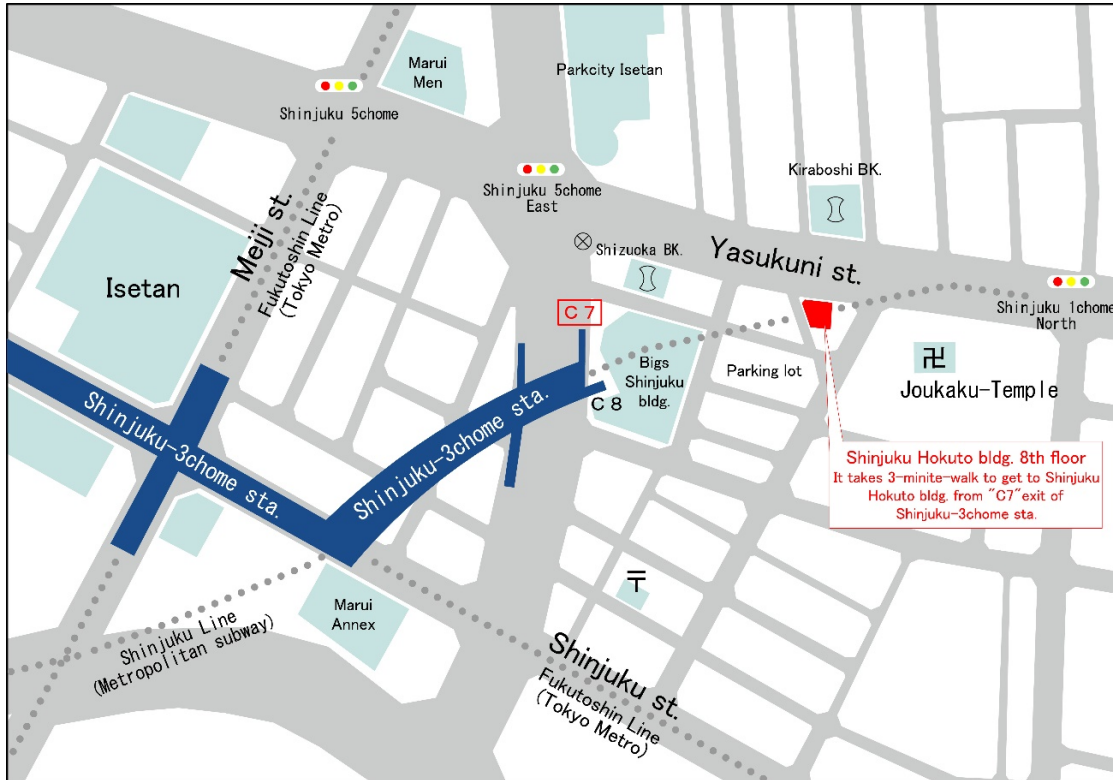 Marui
Men
Parkcity Isetan
Shinjuku 5chome
Shinjuku 5chome
East
Kiraboshi BK.
Meiji st.
Fukutoshin Line
(Tokyo Metro)
Shizuoka BK.
Yasukuni st.
Isetan
C7
Shinjuku 1chome
North
Bigs
Shinjuku
bldg.
Parking lot
卍
Joukaku-Temple
C8
Shinjuku-3chome sta.
Shinjuku-3chome sta.
Shinjuku Hokuto bldg. 8th floor
It takes 3-minite-walk to get to Shinjuku
Hokuto bldg. from "C7"exit of
Shinjuku-3chome sta.
〒
Marui
Annex
Shinjuku Line
(Metropolitan subway)
Shinjuku st.
Fukutoshin Line
(Tokyo Metro)